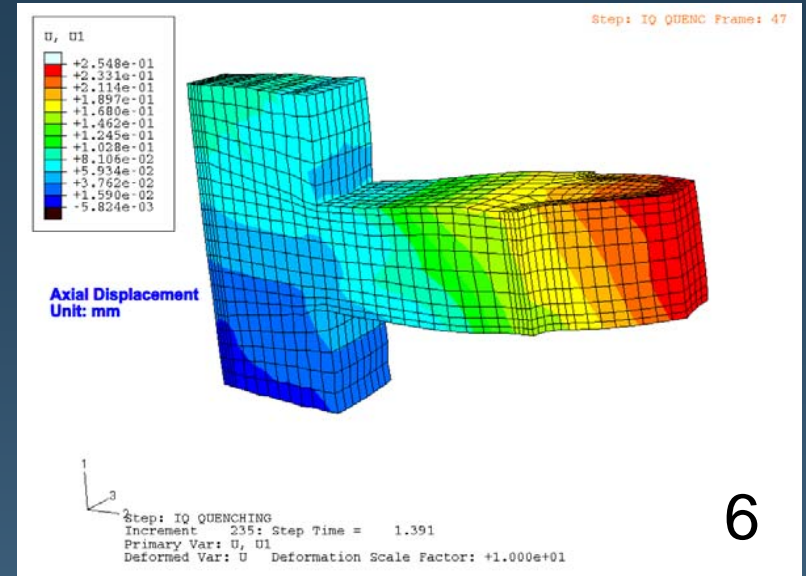 Step: IQ QUENC Frame: 47
U, U1
+2.548e-01
+2.331e-01
+2.114e-01
+1.897e-01
+1.680e-01
+1.462e-01
+1.245e-01
+1.028e-01
+8.106e-02
+5.934e-02
+3.762e-02
+1.590e-02
-5.824e-03
Axial Displacement
Unit: mm
1
3
2
Step: IQ QUENCHING
Increment 235: Step Time = 1.391
Primary Var: U, U1
Deformed Var: U Deformation Scale Factor: +1.000e+01
6